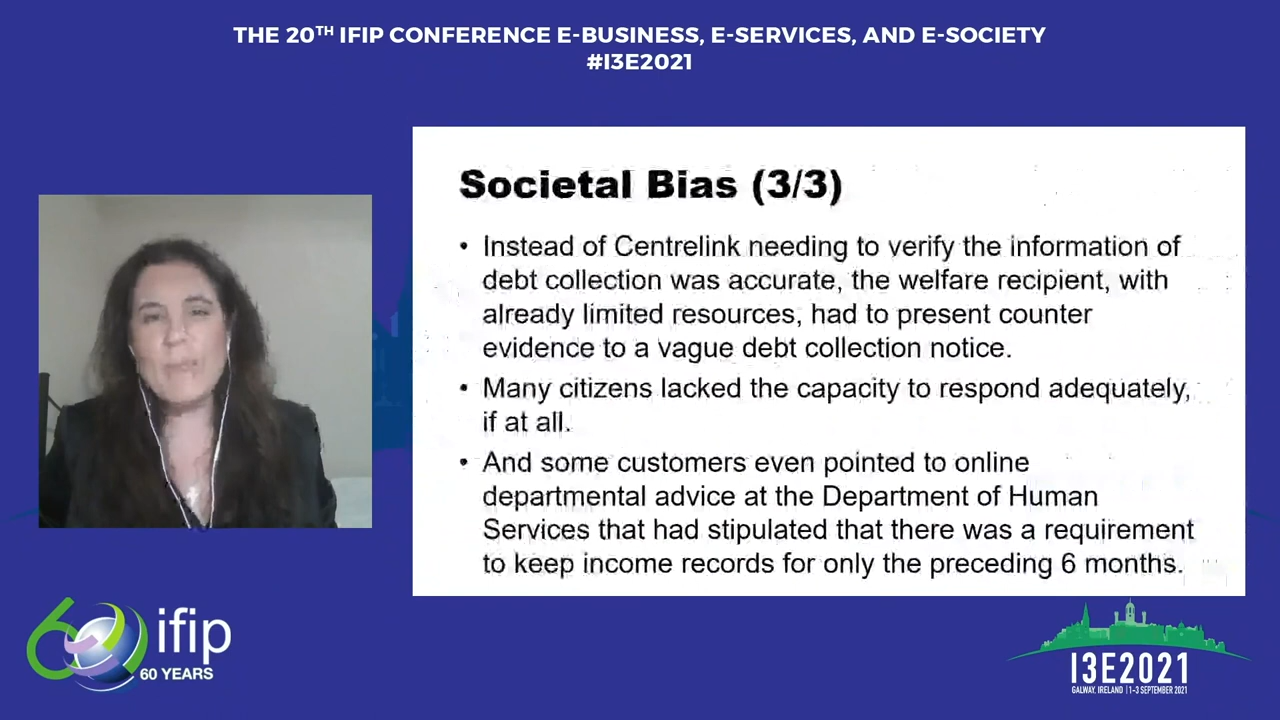 THE 20TH IFIP CONFERENCE E-BUSINESS, E-SERVICES, AND E-SOCIETY
#I3E2021
Societal Bias (3/3)
• Instead of Centrelink needing to verify the information of
debt collection was accurate, the welfare recipient, with
already limited resources, had to present counter
evidence to a vague debt collection notice.
• Many citizens lacked the capacity to respond adequately,
if at all.
• And some customers even pointed to online
departmental advice at the Department of Human
Services that had stipulated that there was a requirement
to keep income records for only the preceding 6 months.
60 ifip
60 YEARS
I3E2021
GALWAY, IRELAND | 1-3 SEPTEMBER 2021